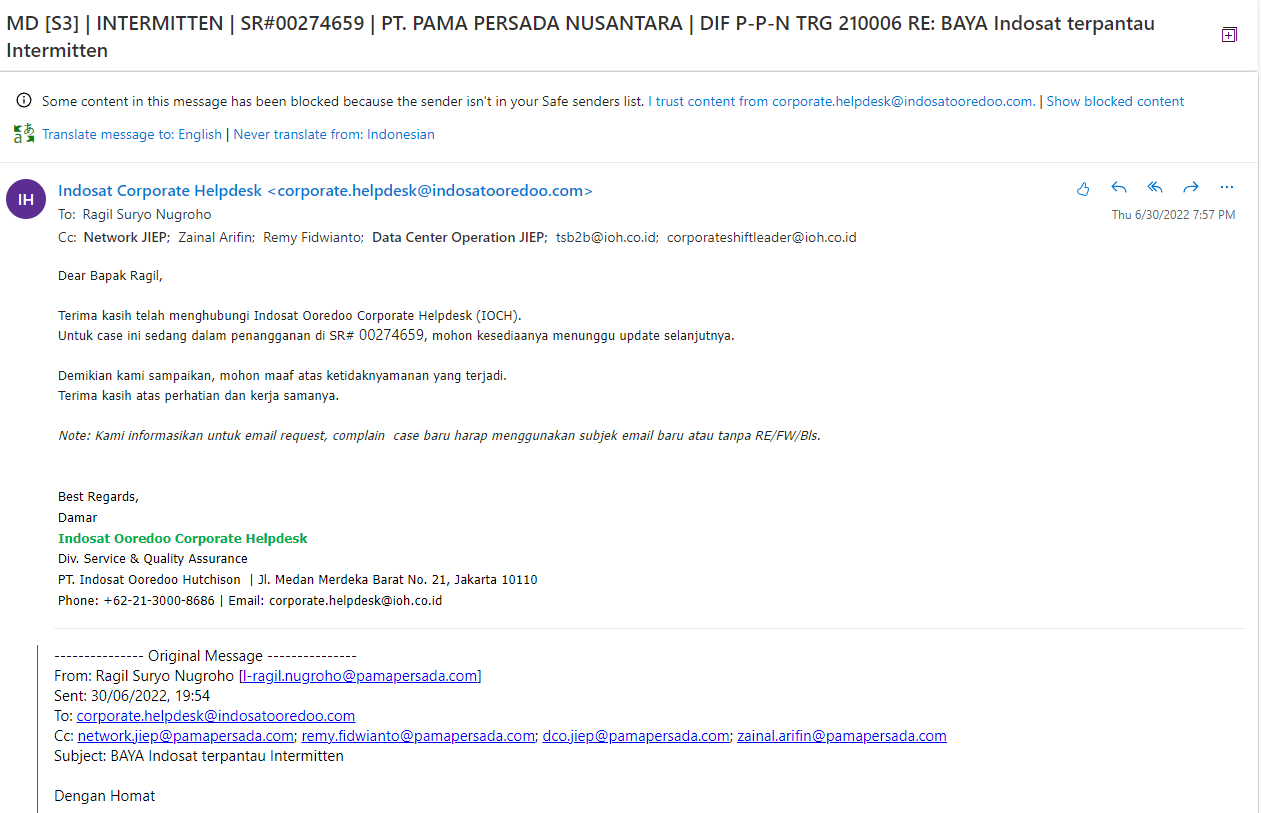 MD [S3] | INTERMITTEN | SR#00274659 | PT. PAMA PERSADA NUSANTARA | DIF P-P-N TRG 210006 RE: BAYA Indosat terpantau
Intermitten
Some content in this message has been blocked because the sender isn't in your Safe senders list. I trust content from corporate.helpdesk@indosatooredoo.com. | Show blocked content
Translate message to: English | Never translate from: Indonesian
IH
Indosat Corporate Helpdesk <corporate.helpdesk@indosatooredoo.com>
To: Ragil Suryo Nugroho
Thu 6/30/2022 7:57 PM
Cc: Network JIEP; Zainal Arifin; Remy Fidwianto; Data Center Operation JIEP; tsb2b@ioh.co.id; corporateshiftleader@ioh.co.id
Dear Bapak Ragil,
Terima kasih telah menghubungi Indosat Ooredoo Corporate Helpdesk (IOCH).
Untuk case ini sedang dalam penangganan di SR# 00274659, mohon kesediaanya menunggu update selanjutnya.
Demikian kami sampaikan, mohon maaf atas ketidaknyamanan yang terjadi.
Terima kasih atas perhatian dan kerja samanya.
Note: Kami informasikan untuk email request, complain  case baru harap menggunakan subjek email baru atau tanpa RE/FW/Bls.
Best Regards,
Damar
Indosat Ooredoo Corporate Helpdesk
Div. Service & Quality Assurance
PT. Indosat Ooredoo Hutchison | Jl. Medan Merdeka Barat No. 21, Jakarta 10110
Phone: +62-21-3000-8686 | Email: corporate.helpdesk@ioh.co.id
--------------- Original Message ---------------
From: Ragil Suryo Nugroho [l-ragil.nugroho@pamapersada.com]
Sent: 30/06/2022, 19:54
To: corporate.helpdesk@indosatooredoo.com
Cc: network.jiep@pamapersada.com; remy.fidwianto@pamapersada.com; dco.jiep@pamapersada.com; zainal.arifin@pamapersada.com
Subject: BAYA Indosat terpantau Intermitten
Dengan Homat